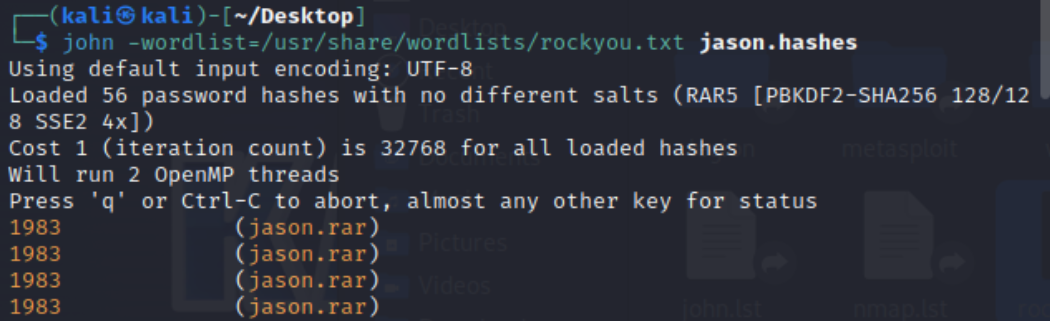 ┌──(kali㉿kali)-[~/Desktop]
└─$ john -wordlist=/usr/share/wordlists/rockyou.txt jason.hashes
Using default input encoding: UTF-8
Loaded 56 password hashes with no different salts (RAR5 [PBKDF2-SHA256 128/12
8 SSE2 4x])
Cost 1 (iteration count) is 32768 for all loaded hashes
Will run 2 OpenMP threads
Press 'q' or Ctrl-C to abort, almost any other key for status
1983             (jason.rar)
1983             (jason.rar)
1983             (jason.rar)
1983             (jason.rar)
Trash
metasploit
Pictures
Videos
john.lst
nmap.lst